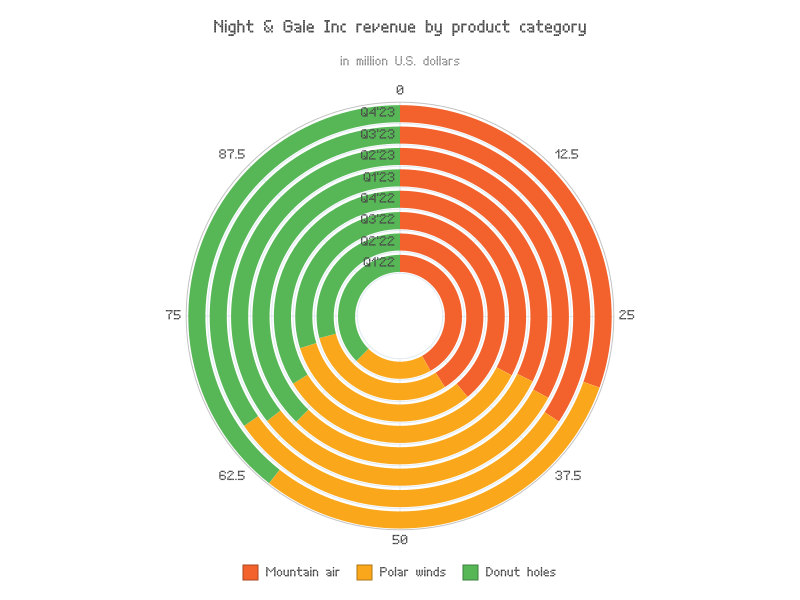 Night & Gale Inc revenue by product category
in million U.S. dollars
0
Q4'23
Q3'23
87.5
12.5
Q2'23
Q1'23
Q4'22
Q3'22
Q2'22
Q1'22
75
25
62.5
37.5
50
Mountain air Polar winds Donut holes